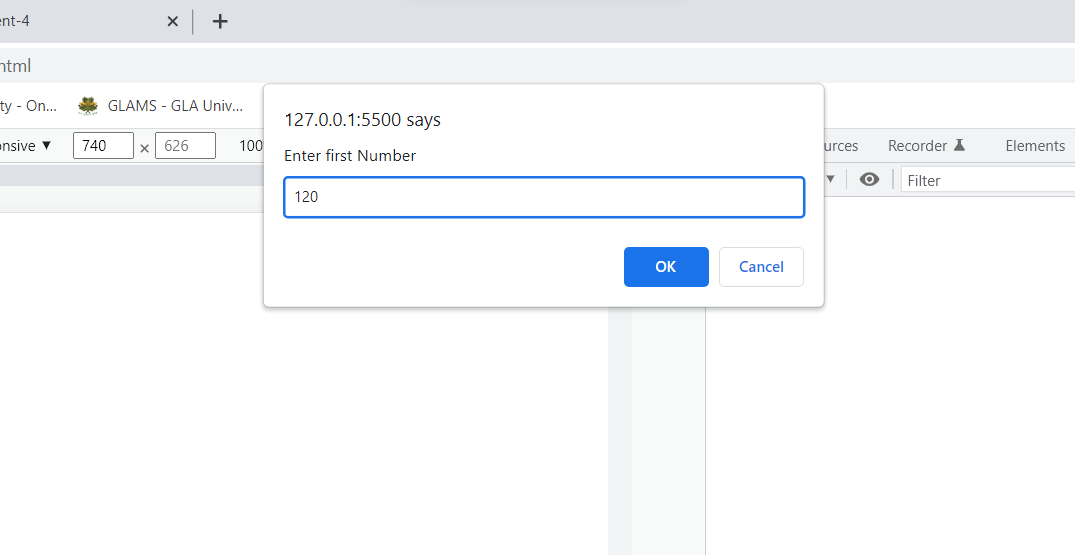 ent-4
html
ty - On... GLAMS - GLA Univ...
127.0.0.1:5500 says
Enter first Number
120
OK Cancel
onsive 740 × 626 100
urces Recorder Elements
Filter